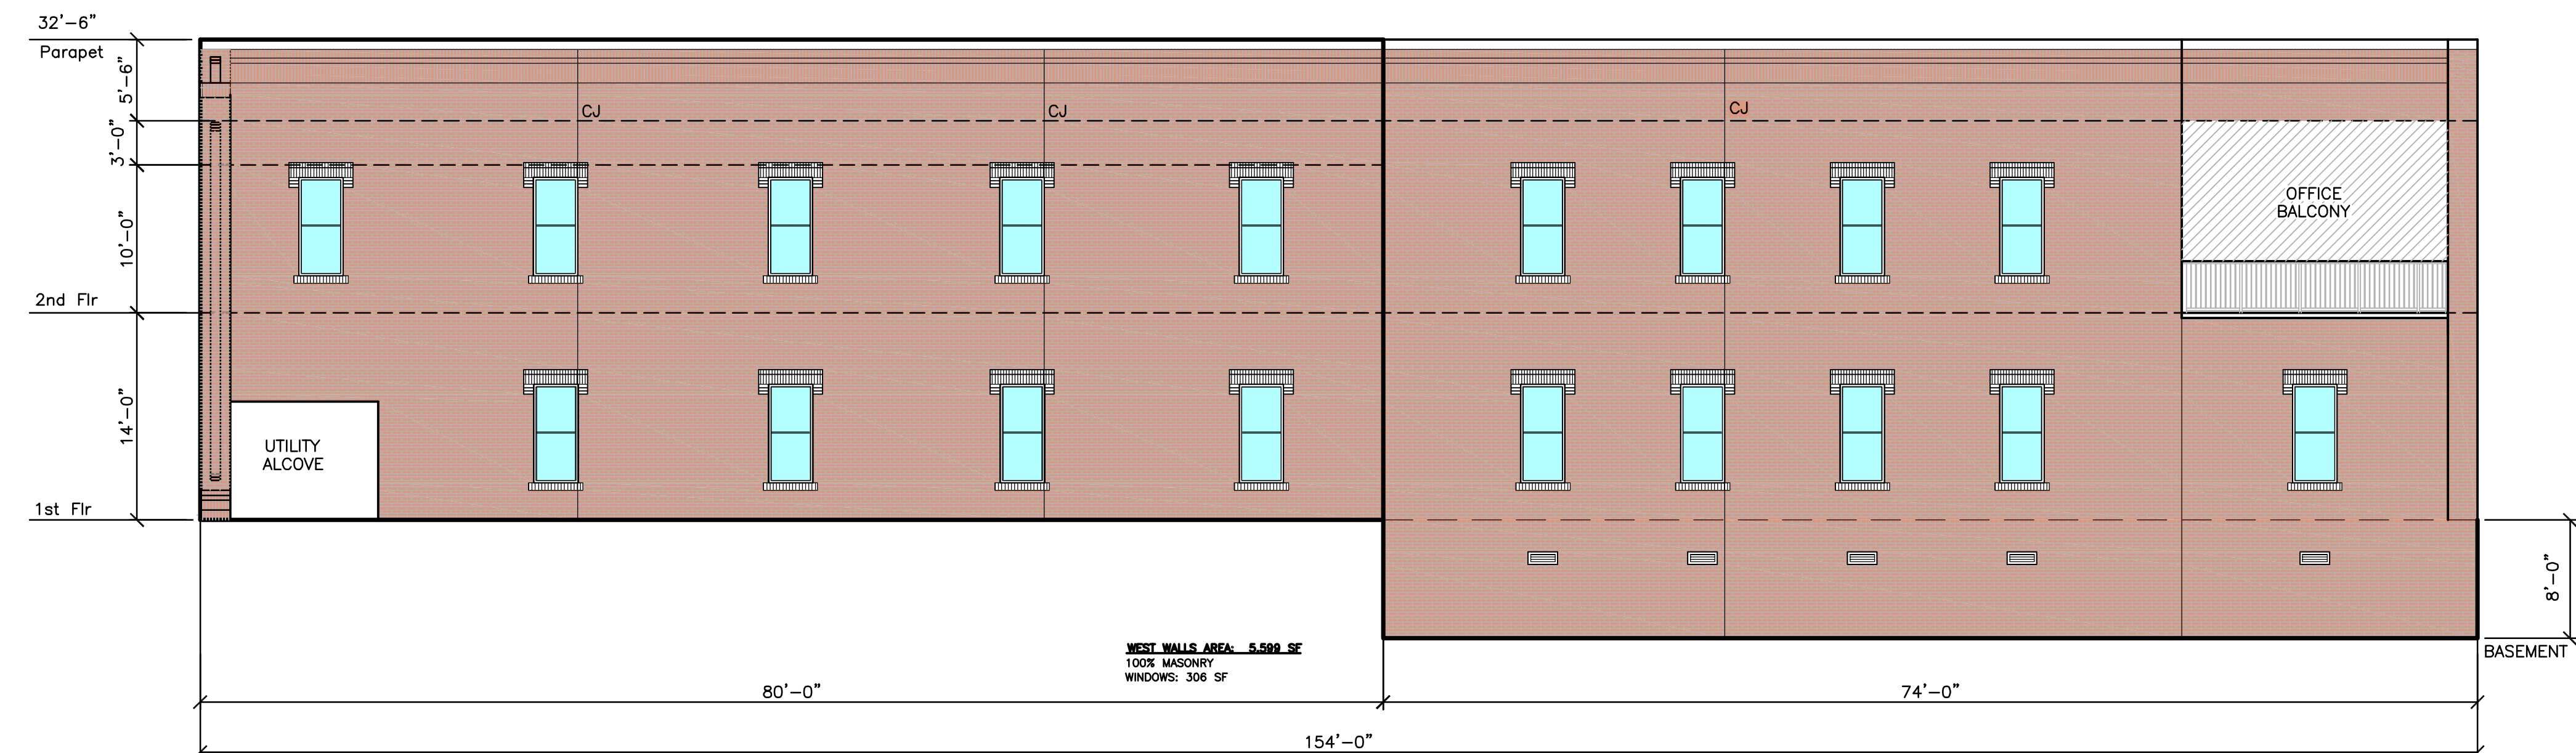 32'-6"
Parapet
5'-6"
3'-0"
10'-0"
2nd Flr
14'-0"
1st Flr
CJ
CJ
CJ
OFFICE
BALCONY
UTILITY
ALCOVE
8'-0"
BASEMENT
WEST WALLS AREA: 5.599 SF
100% MASONRY
WINDOWS: 306 SF
80'-0"
74'-0"
154'-0"